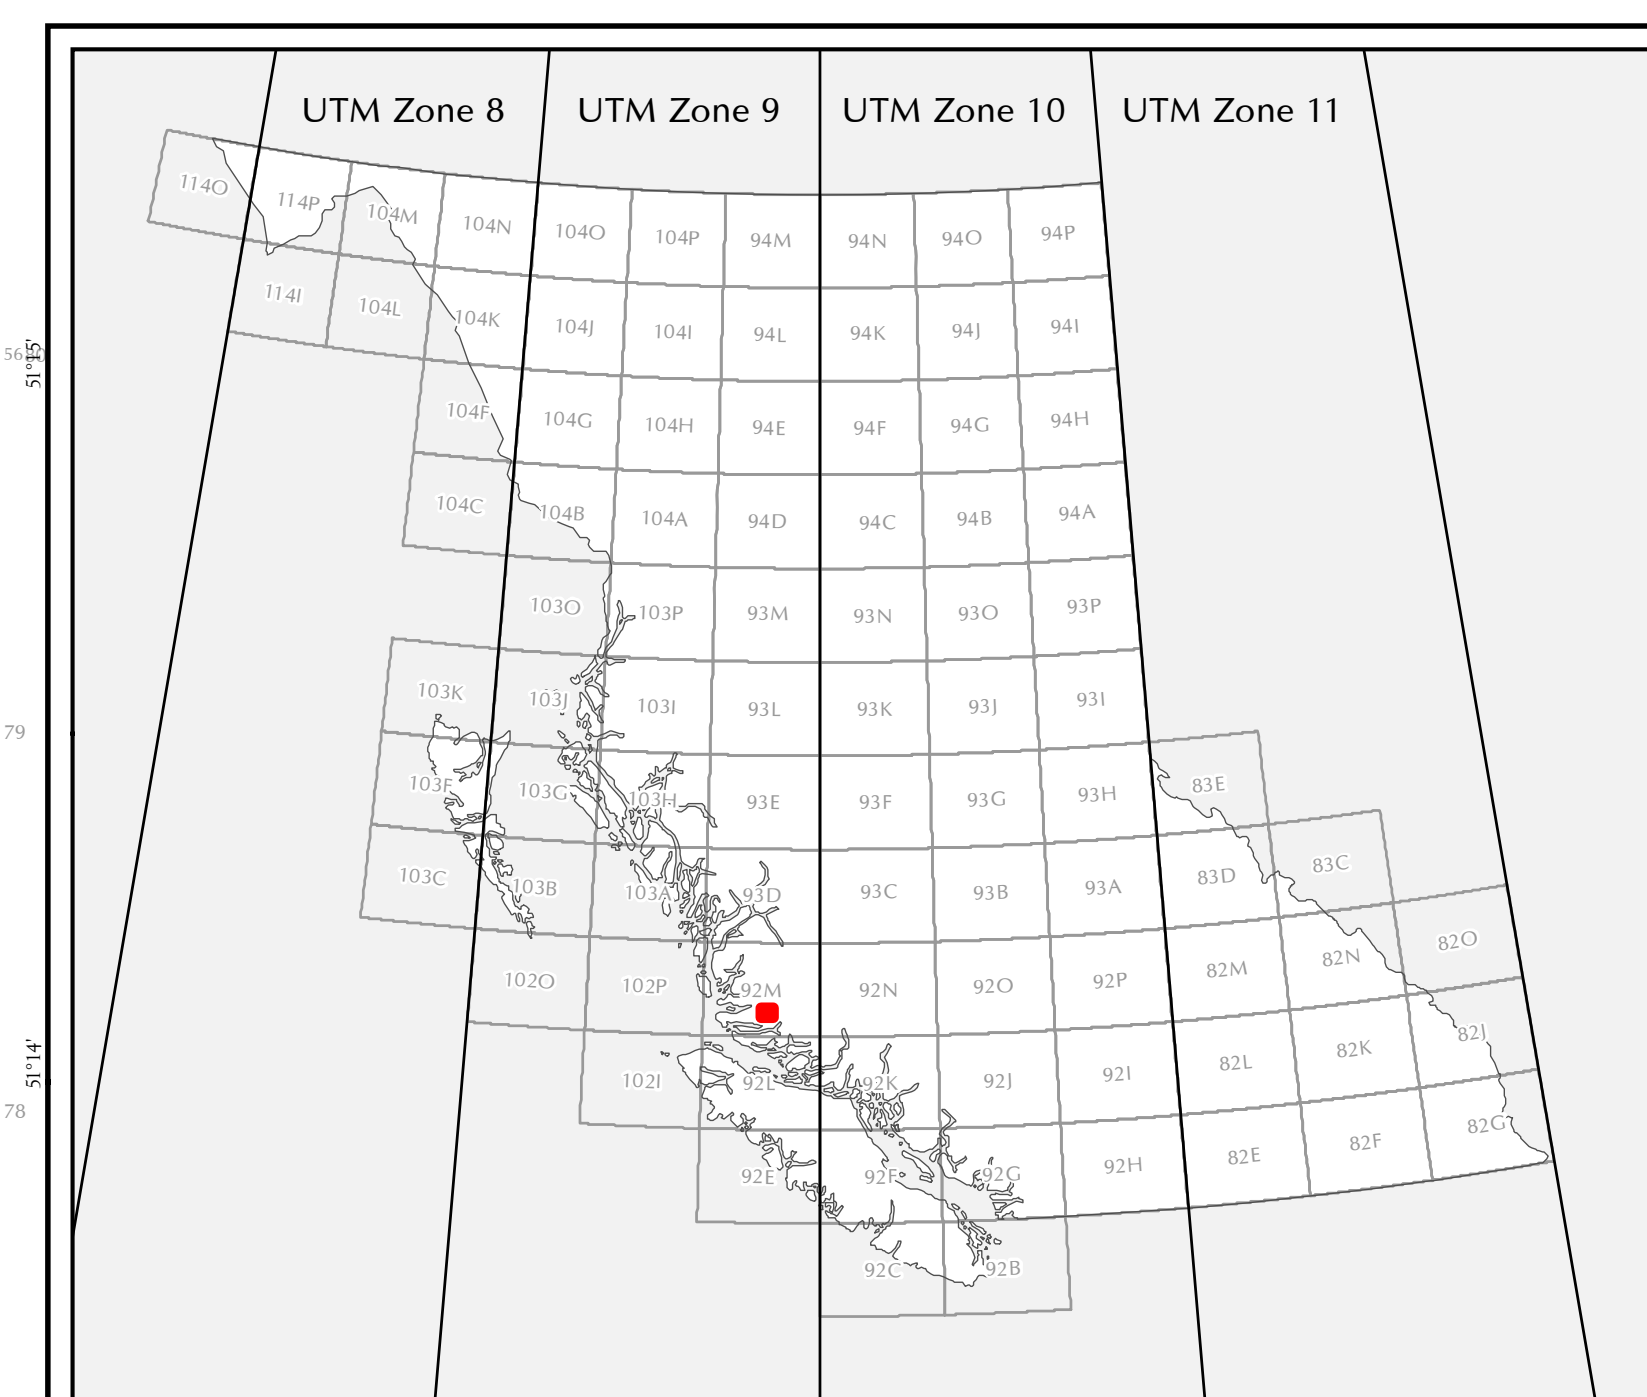 UTM Zone 8 UTM Zone 9 UTM Zone 10 UTM Zone 11
114O 114P 104M 104N 104O 104P 94M 94N 94O 94P
114I 104L 104K 104J 104I 94L 94K 94J 94I
5680
51°15'
104F 104G 104H 94E 94F 94G 94H
104C 104B 104A 94D 94C 94B 94A
103O 103P 93M 93N 93O 93P
103K 103J 103I 93L 93K 93J 93I
79
103F 103G 103H 93E 93F 93G 93H 83E
103C 103B 103A 93D 93C 93B 93A 83D 83C
102O 102P 92M 92N 92O 92P 82M 82N 82O
51°14'
102I 92L 92K 92J 92I 82L 82K 82J
78
92E 92F 92G 92H 82E 82F 82G
92C 92B